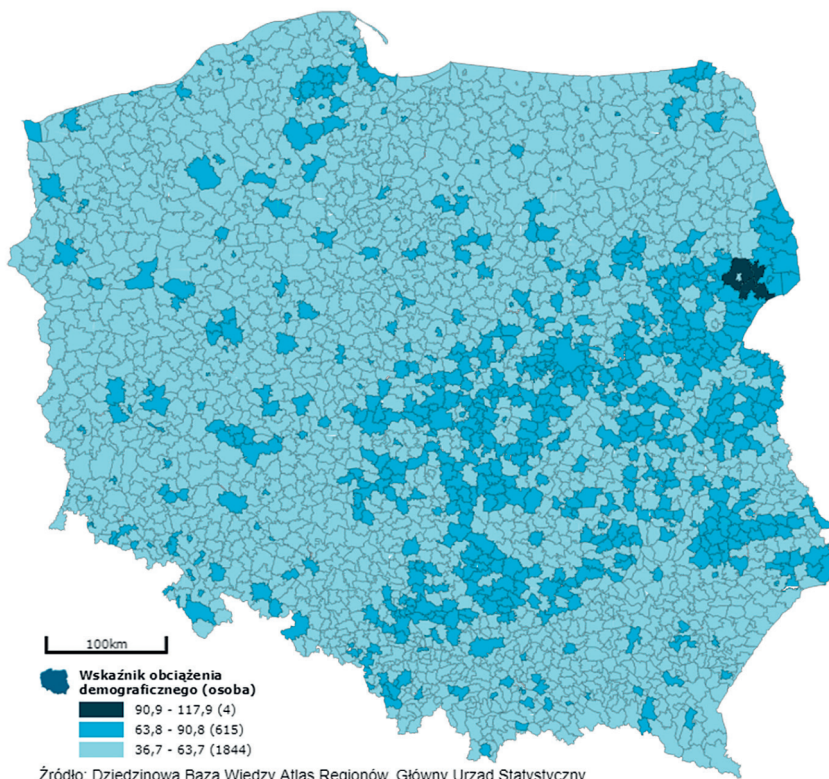 100km
Wskaźnik obciążenia
demograficznego (osoba)
90,9 - 117,9 (4)
63,8 - 90,8 (615)
36,7 - 63,7 (1844)
Źródło: Dziedzinowa Baza Wiedzy Atlas Regionów, Główny Urząd Statystyczny